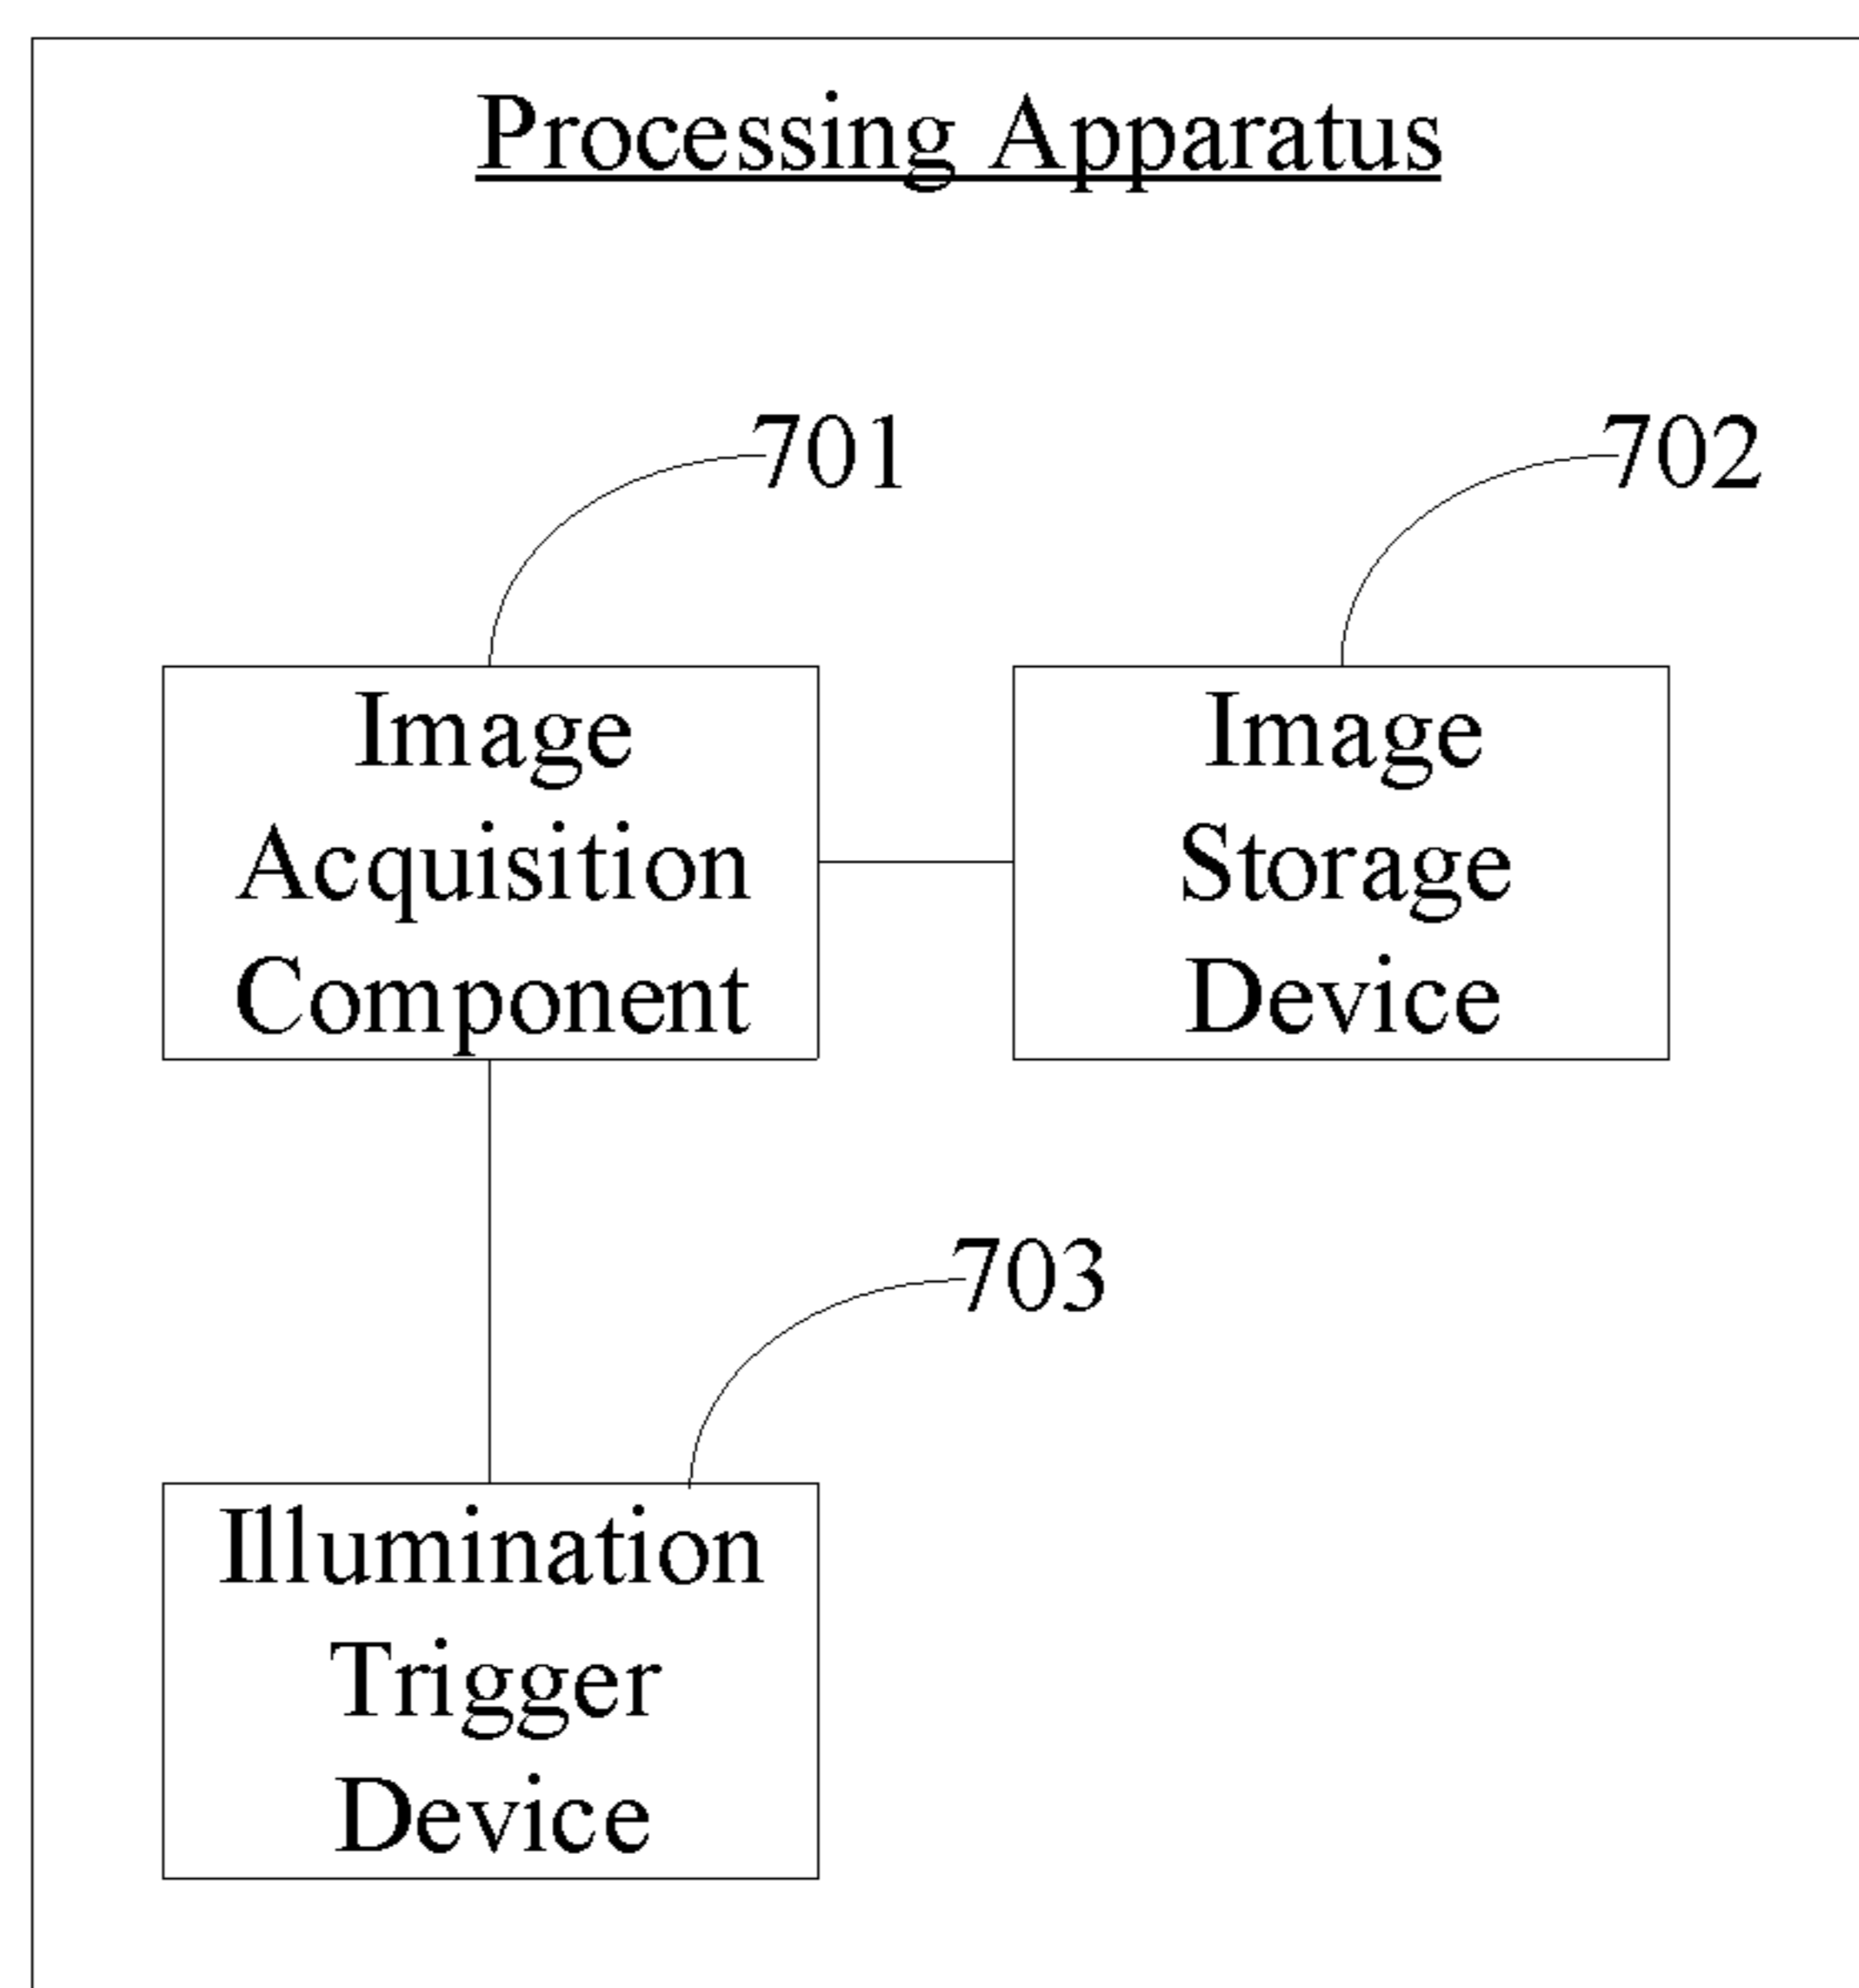 Processing Apparatus
701
702
Image
Acquisition
Component
Image
Storage
Device
703
Illumination
Trigger
Device